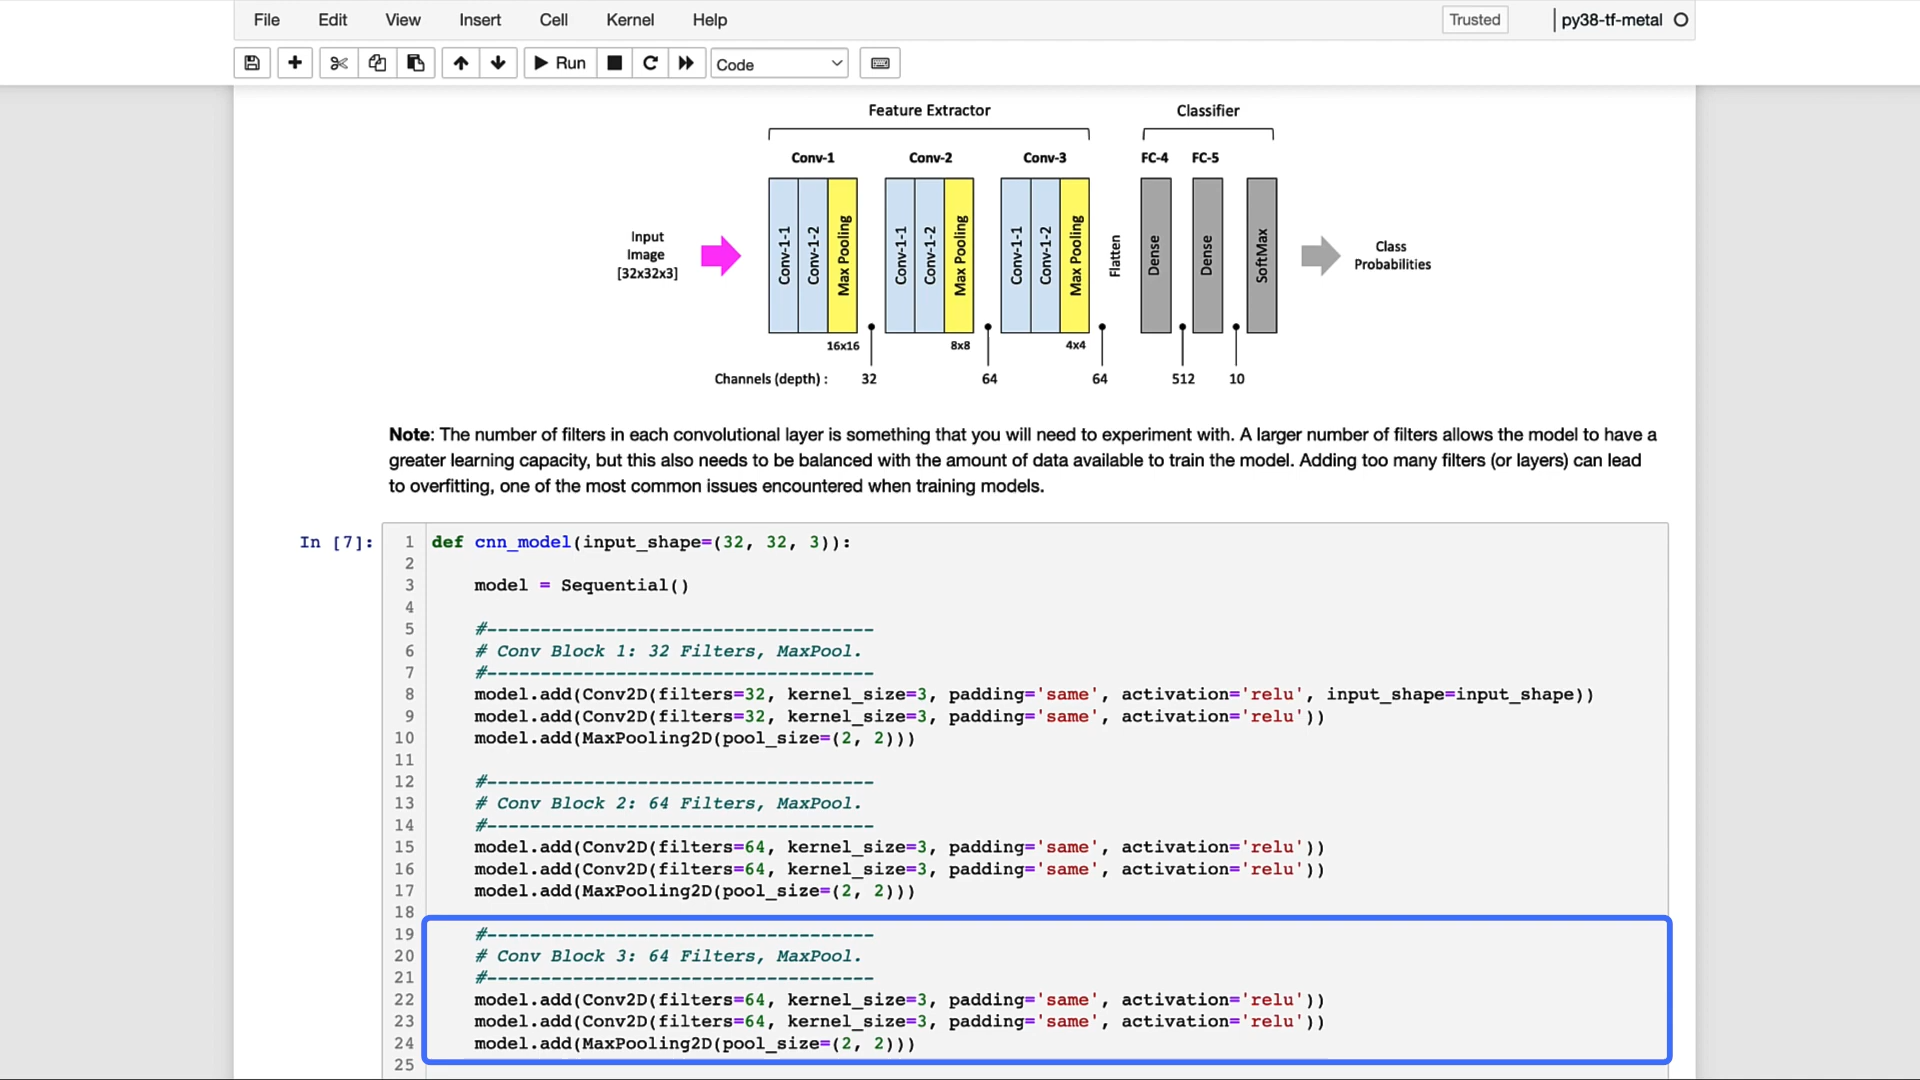 File Edit View Insert Cell Kernel Help Trusted py38-tf-metal
Run Code
Feature Extractor Classifier
Conv-1 Conv-2 Conv-3 FC-4 FC-5
Input
Image
[32x32x3]
Conv-1-1 Conv-1-2 Max Pooling Conv-1-1 Conv-1-2 Max Pooling Conv-1-1 Conv-1-2 Max Pooling Flatten Dense Dense SoftMax
Class
Probabilities
16x16 8x8 4x4
Channels (depth) : 32 64 64 512 10
Note: The number of filters in each convolutional layer is something that you will need to experiment with. A larger number of filters allows the model to have a
greater learning capacity, but this also needs to be balanced with the amount of data available to train the model. Adding too many filters (or layers) can lead
to overfitting, one of the most common issues encountered when training models.
In [7]:
1 def cnn_model(input_shape=(32, 32, 3)):
2
3 model = Sequential()
4
5 #------------------------------------
6 # Conv Block 1: 32 Filters, MaxPool.
7 #------------------------------------
8 model.add(Conv2D(filters=32, kernel_size=3, padding='same', activation='relu', input_shape=input_shape))
9 model.add(Conv2D(filters=32, kernel_size=3, padding='same', activation='relu'))
10 model.add(MaxPooling2D(pool_size=(2, 2)))
11
12 #------------------------------------
13 # Conv Block 2: 64 Filters, MaxPool.
14 #------------------------------------
15 model.add(Conv2D(filters=64, kernel_size=3, padding='same', activation='relu'))
16 model.add(Conv2D(filters=64, kernel_size=3, padding='same', activation='relu'))
17 model.add(MaxPooling2D(pool_size=(2, 2)))
18
19 #------------------------------------
20 # Conv Block 3: 64 Filters, MaxPool.
21 #------------------------------------
22 model.add(Conv2D(filters=64, kernel_size=3, padding='same', activation='relu'))
23 model.add(Conv2D(filters=64, kernel_size=3, padding='same', activation='relu'))
24 model.add(MaxPooling2D(pool_size=(2, 2)))
25